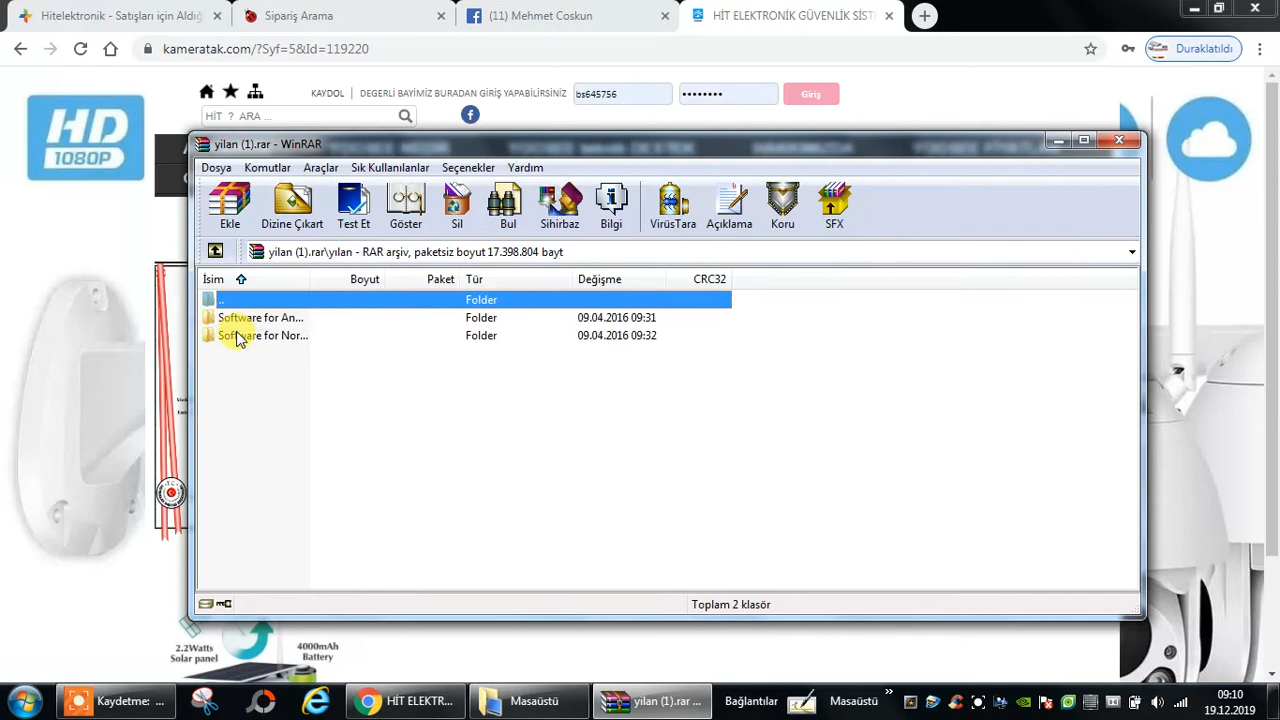 Hitelektronik - Satışları için Aldığ
Sipariş Arama
(11) Mehmet Coskun
HİT ELEKTRONİK GÜVENLİK SİSTE
kameratak.com/?Syf=5&Id=119220
Duraklatıldı
KAYDOL
DEGERLİ BAYİMİZ BURADAN GİRİŞ YAPABİLİRSİNİZ
bs645756
••••••••
Giriş
HİT ? ARA ...
HD
1080P
yilan (1).rar - WinRAR
Dosya Komutlar Araçlar Sık Kullanılanlar Seçenekler Yardım
Ekle Dizine Çıkart Test Et Göster Sil Bul Sihirbaz Bilgi VirüsTara Açıklama Koru SFX
yilan (1).rar\yılan - RAR arşiv, paketsiz boyut 17.398.804 bayt
İsim Boyut Paket Tür Değişme CRC32
.. Folder
Software for An... Folder 09.04.2016 09:31
Software for Nor... Folder 09.04.2016 09:32
Toplam 2 klasör
2.2Watts
Solar panel
4000mAh
Battery
Kaydetme: ...
HİT ELEKTR...
Masaüstü
yilan (1).rar ...
Bağlantılar
Masaüstü
»
09:10
19.12.2019